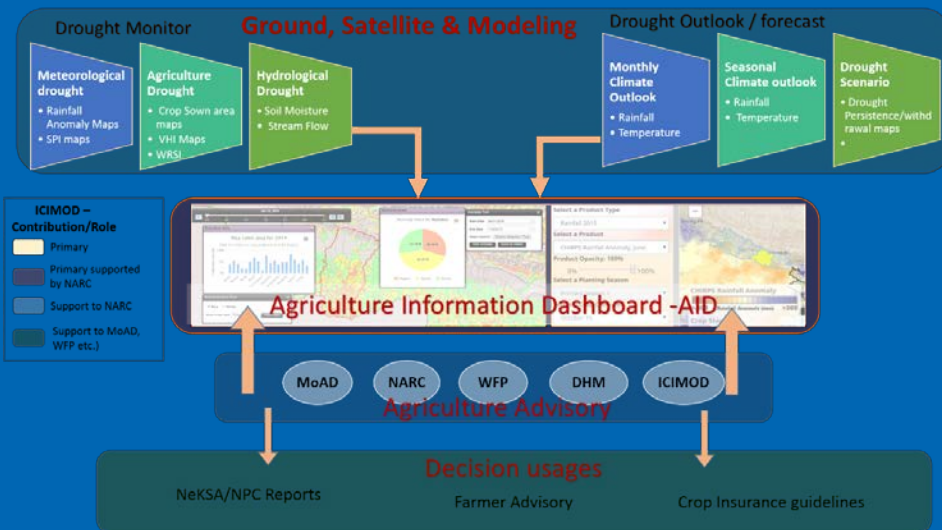 Drought Monitor
Ground, Satellite & Modeling
Drought Outlook / forecast
Meteorological
drought
• Rainfall
Anomaly Maps
• SPI maps
Agriculture
Drought
• Crop Sown area
maps
• VHI Maps
• WRSI
Hydrological
Drought
• Soil Moisture
• Stream Flow
Monthly
Climate
Outlook
• Rainfall
• Temperature
Seasonal
Climate outlook
• Rainfall
• Temperature
Drought
Scenario
• Drought
Persistence/withd
rawal maps
•
ICIMOD –
Contribution/Role
Primary
Primary supported
by NARC
Support to NARC
Support to MoAD,
WFP etc.)
Select a Product Type
Rainfall 2015
Select a Product
CHIRPS Rainfall Anomaly (mm)
Product Opacity: 100%
0%
100%
Select a Planting Season
CHIRPS Rainfall Anomaly
Agriculture Information Dashboard -AID
MoAD
NARC
WFP
DHM
ICIMOD
Agriculture Advisory
Decision usages
NeKSA/NPC Reports
Farmer Advisory
Crop Insurance guidelines